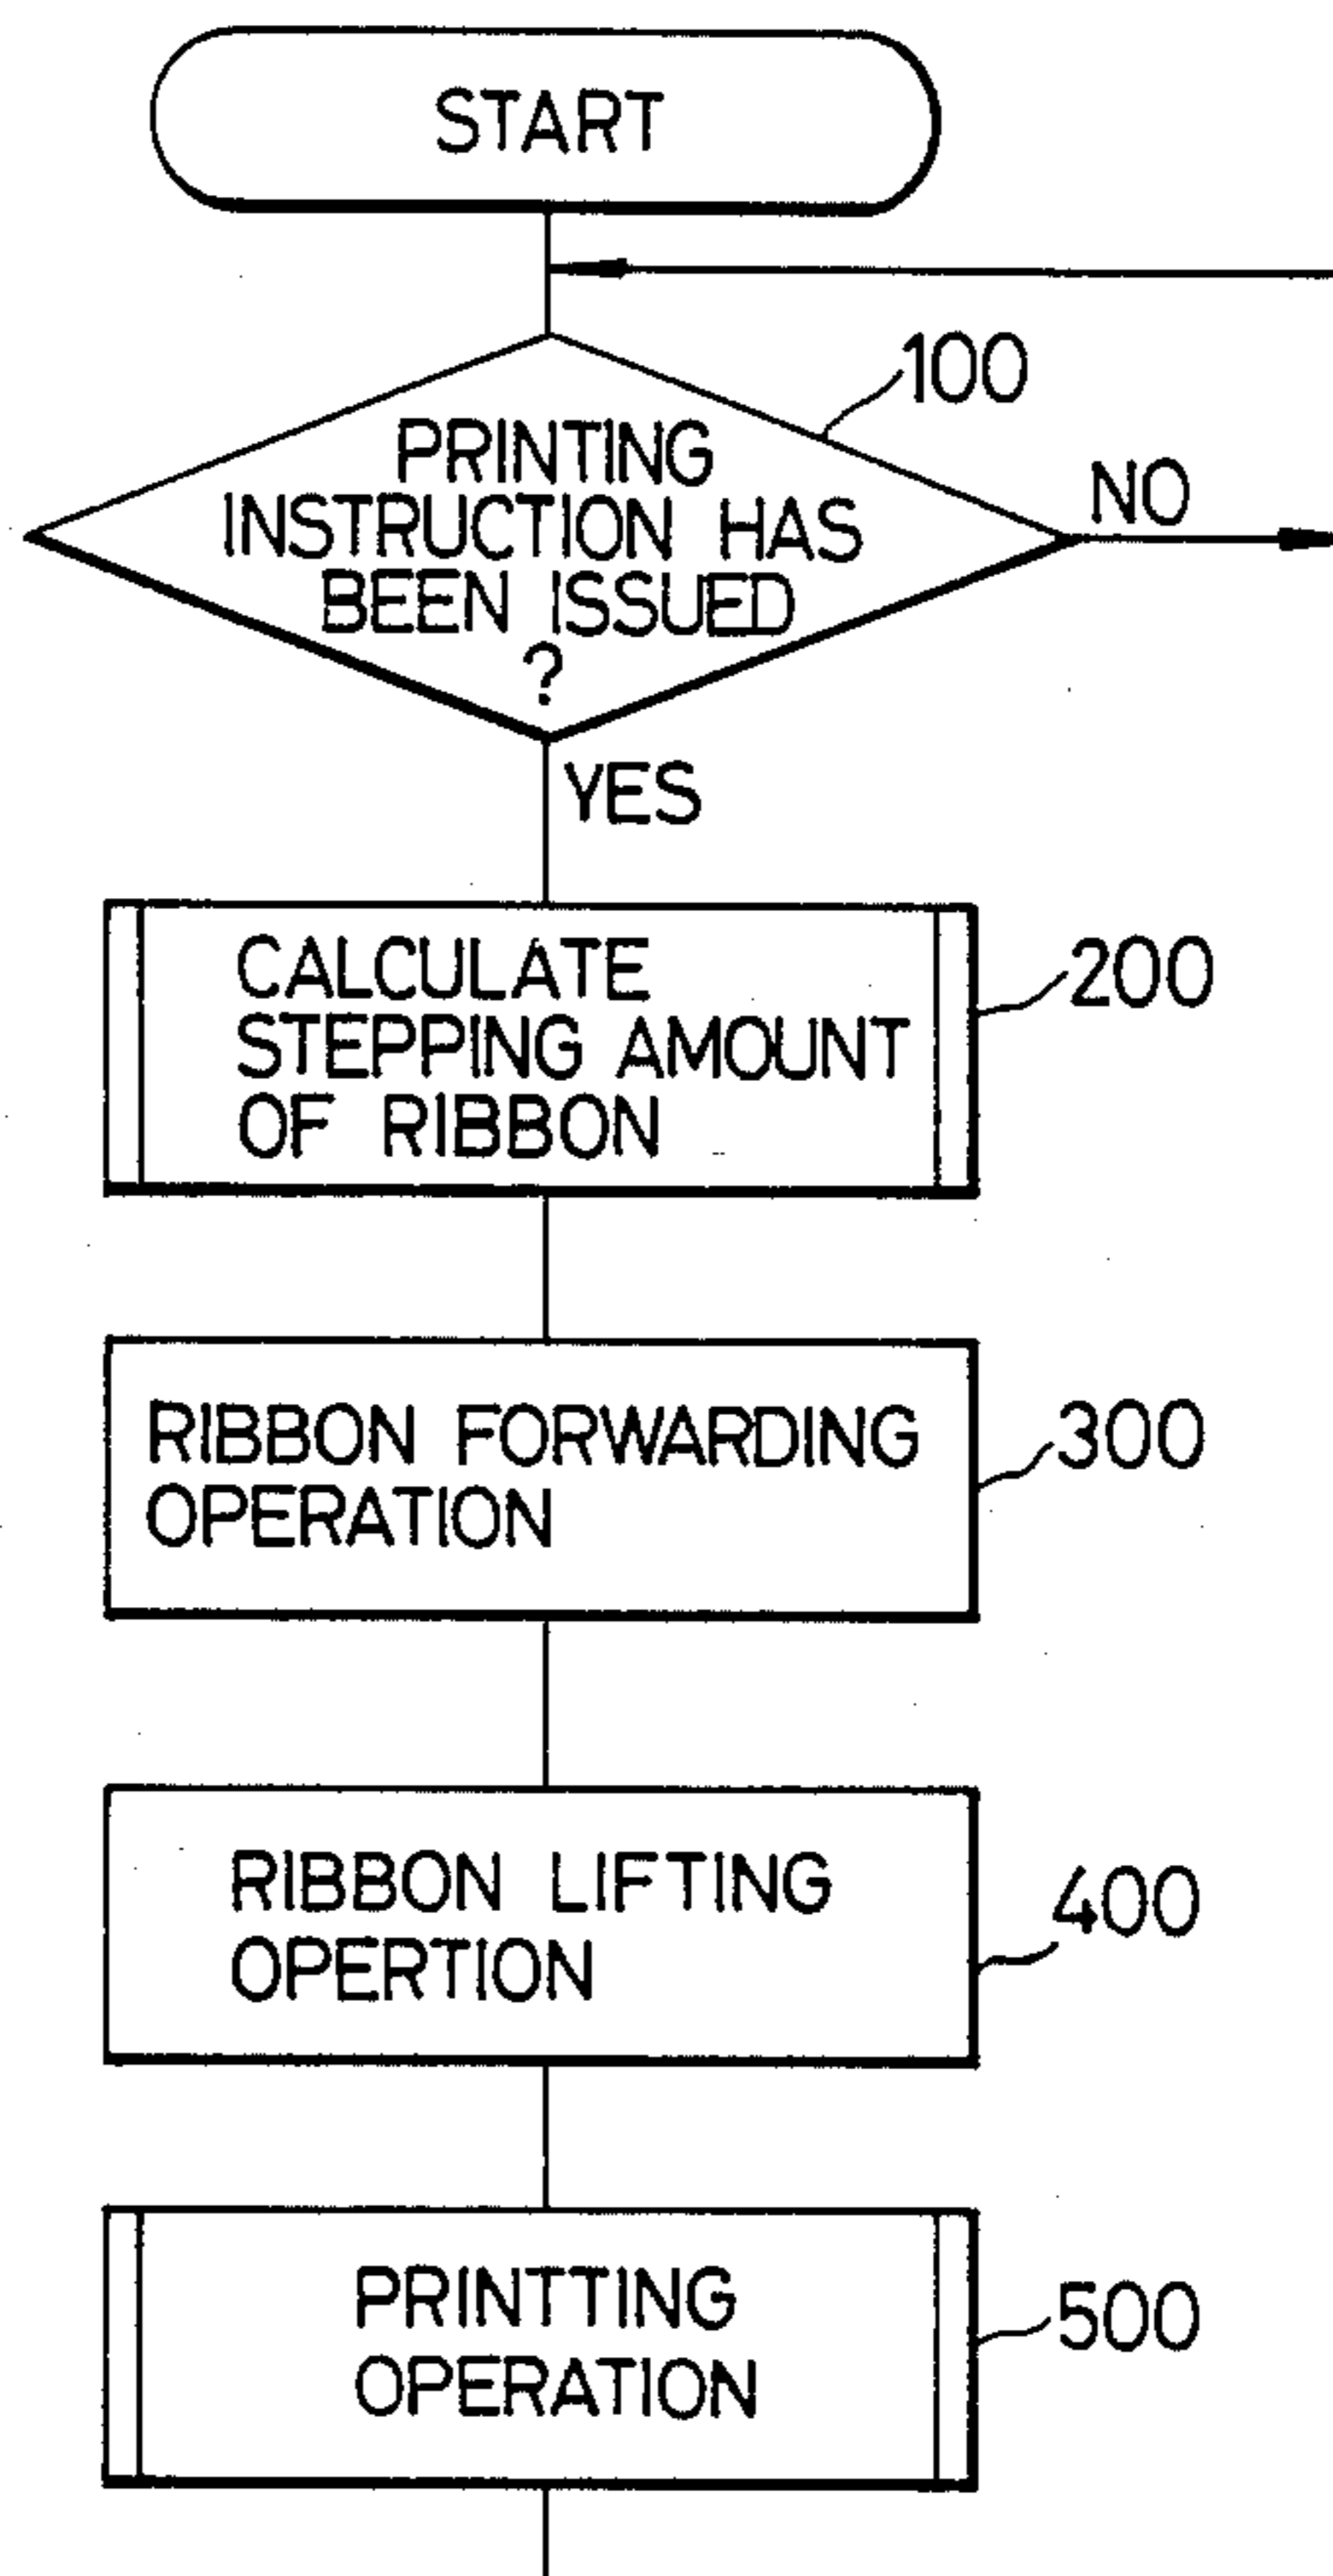 START
100
PRINTING
INSTRUCTION HAS
BEEN ISSUED
?
NO
YES
CALCULATE
STEPPING AMOUNT
OF RIBBON
200
RIBBON FORWARDING
OPERATION
300
RIBBON LIFTING
OPERTION
400
PRINTTING
OPERATION
500